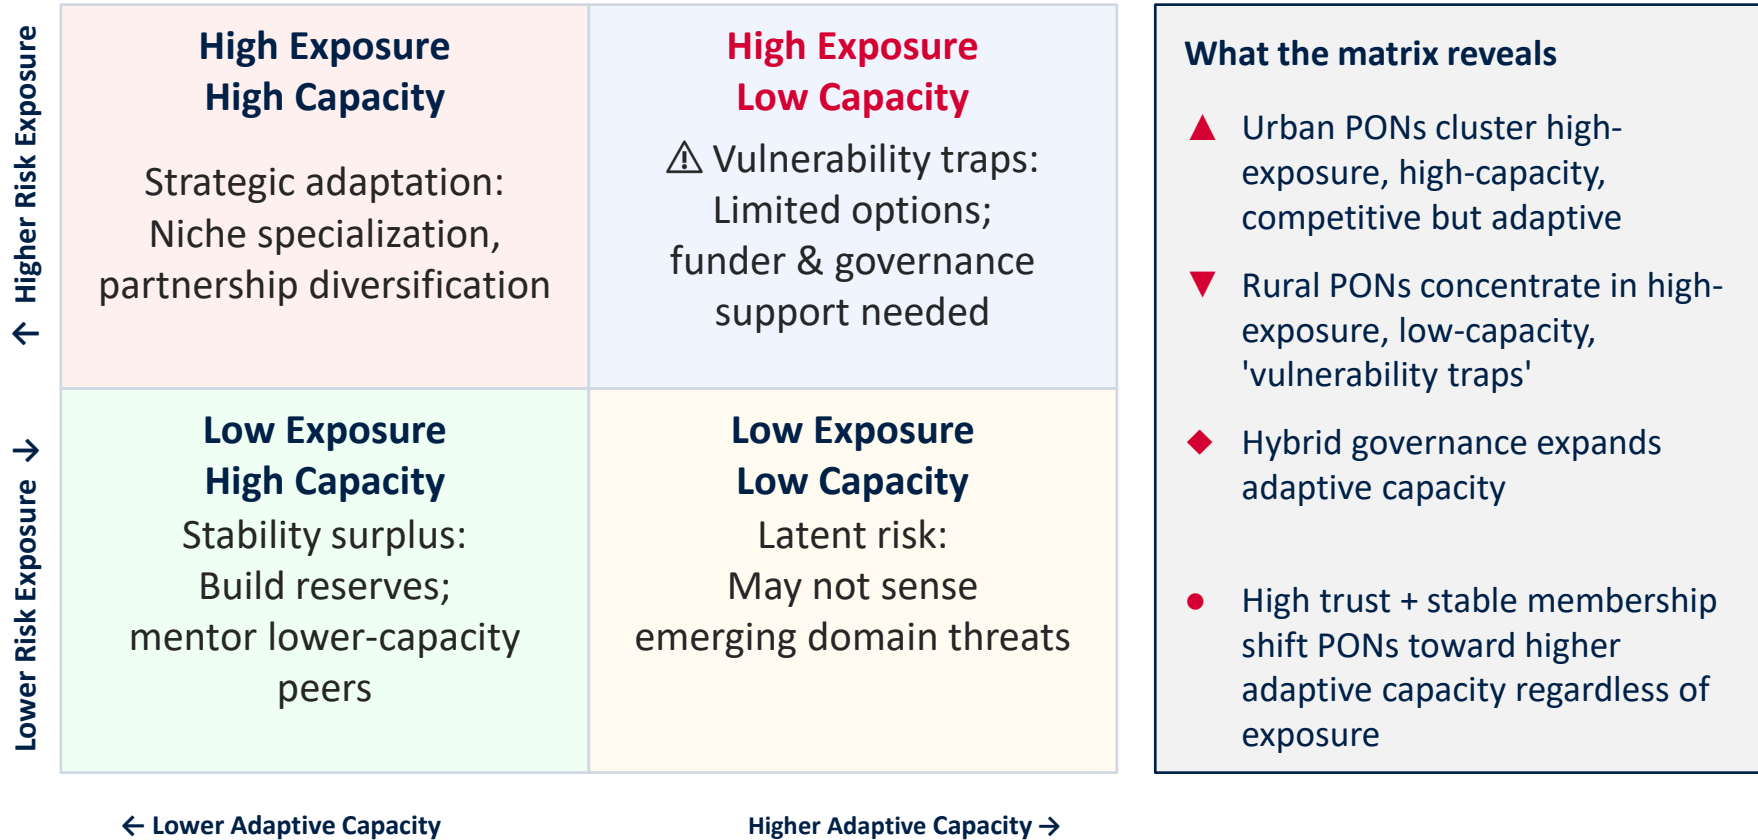 ← Higher Risk Exposure
Lower Risk Exposure →
High Exposure
High Capacity
Strategic adaptation:
Niche specialization,
partnership diversification
High Exposure
Low Capacity
⚠ Vulnerability traps:
Limited options;
funder & governance
support needed
Low Exposure
High Capacity
Stability surplus:
Build reserves;
mentor lower-capacity
peers
Low Exposure
Low Capacity
Latent risk:
May not sense
emerging domain threats
← Lower Adaptive Capacity
Higher Adaptive Capacity →
What the matrix reveals
▲ Urban PONs cluster high-
exposure, high-capacity,
competitive but adaptive
▼ Rural PONs concentrate in high-
exposure, low-capacity,
'vulnerability traps'
◆ Hybrid governance expands
adaptive capacity
● High trust + stable membership
shift PONs toward higher
adaptive capacity regardless of
exposure